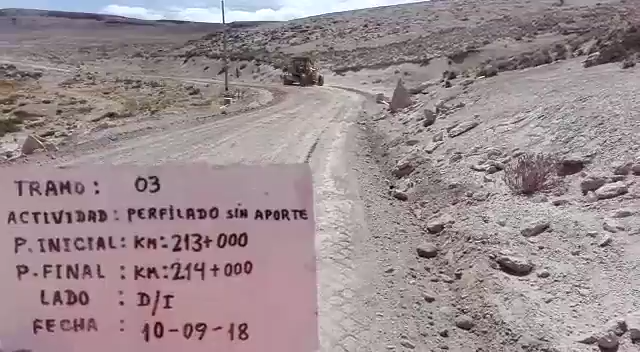 TRAMO: 03
ACTIVIDAD: PERFILADO SIN APORTE
P. INICIAL: KM: 213+000
P. FINAL: KM: 214+000
LADO : D/I
FECHA : 10-09-18